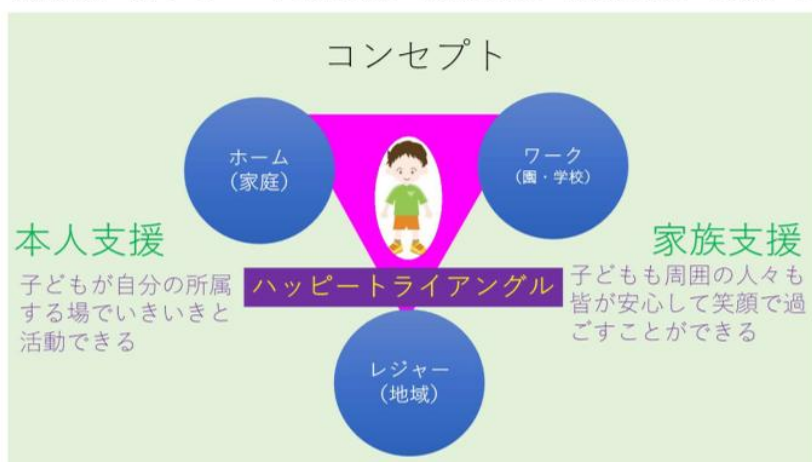 コンセプト
ホーム
(家庭)
ワーク
(園・学校)
本人支援
子どもが自分の所属
する場でいきいきと
活動できる
ハッピートライアングル
家族支援
子どもも周囲の人々も
皆が安心して笑顔で過
ごすことができる
レジャー
(地域)